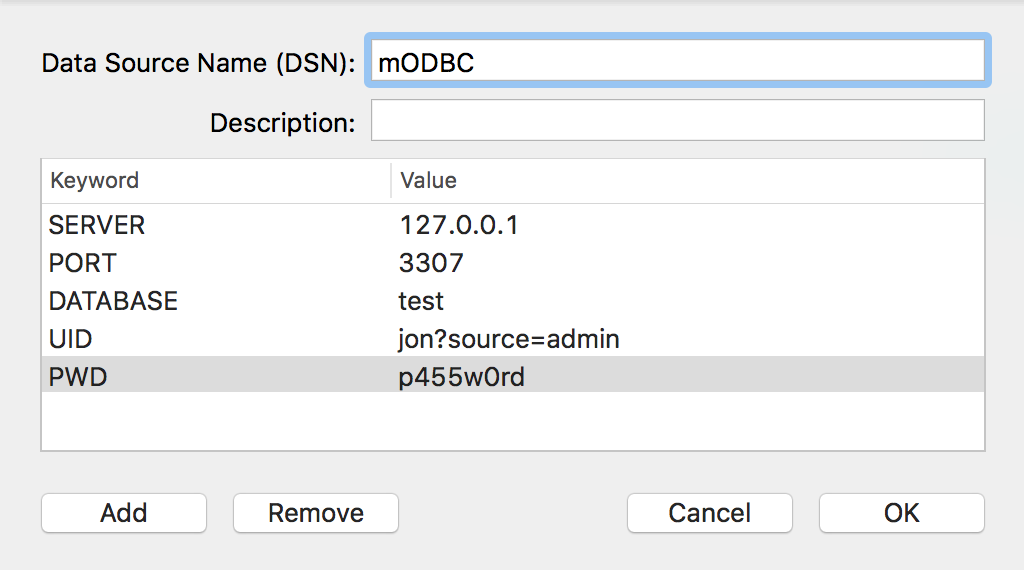 Data Source Name (DSN): mODBC
Description:
Keyword Value
SERVER 127.0.0.1
PORT 3307
DATABASE test
UID jon?source=admin
PWD p455w0rd
Add Remove Cancel OK